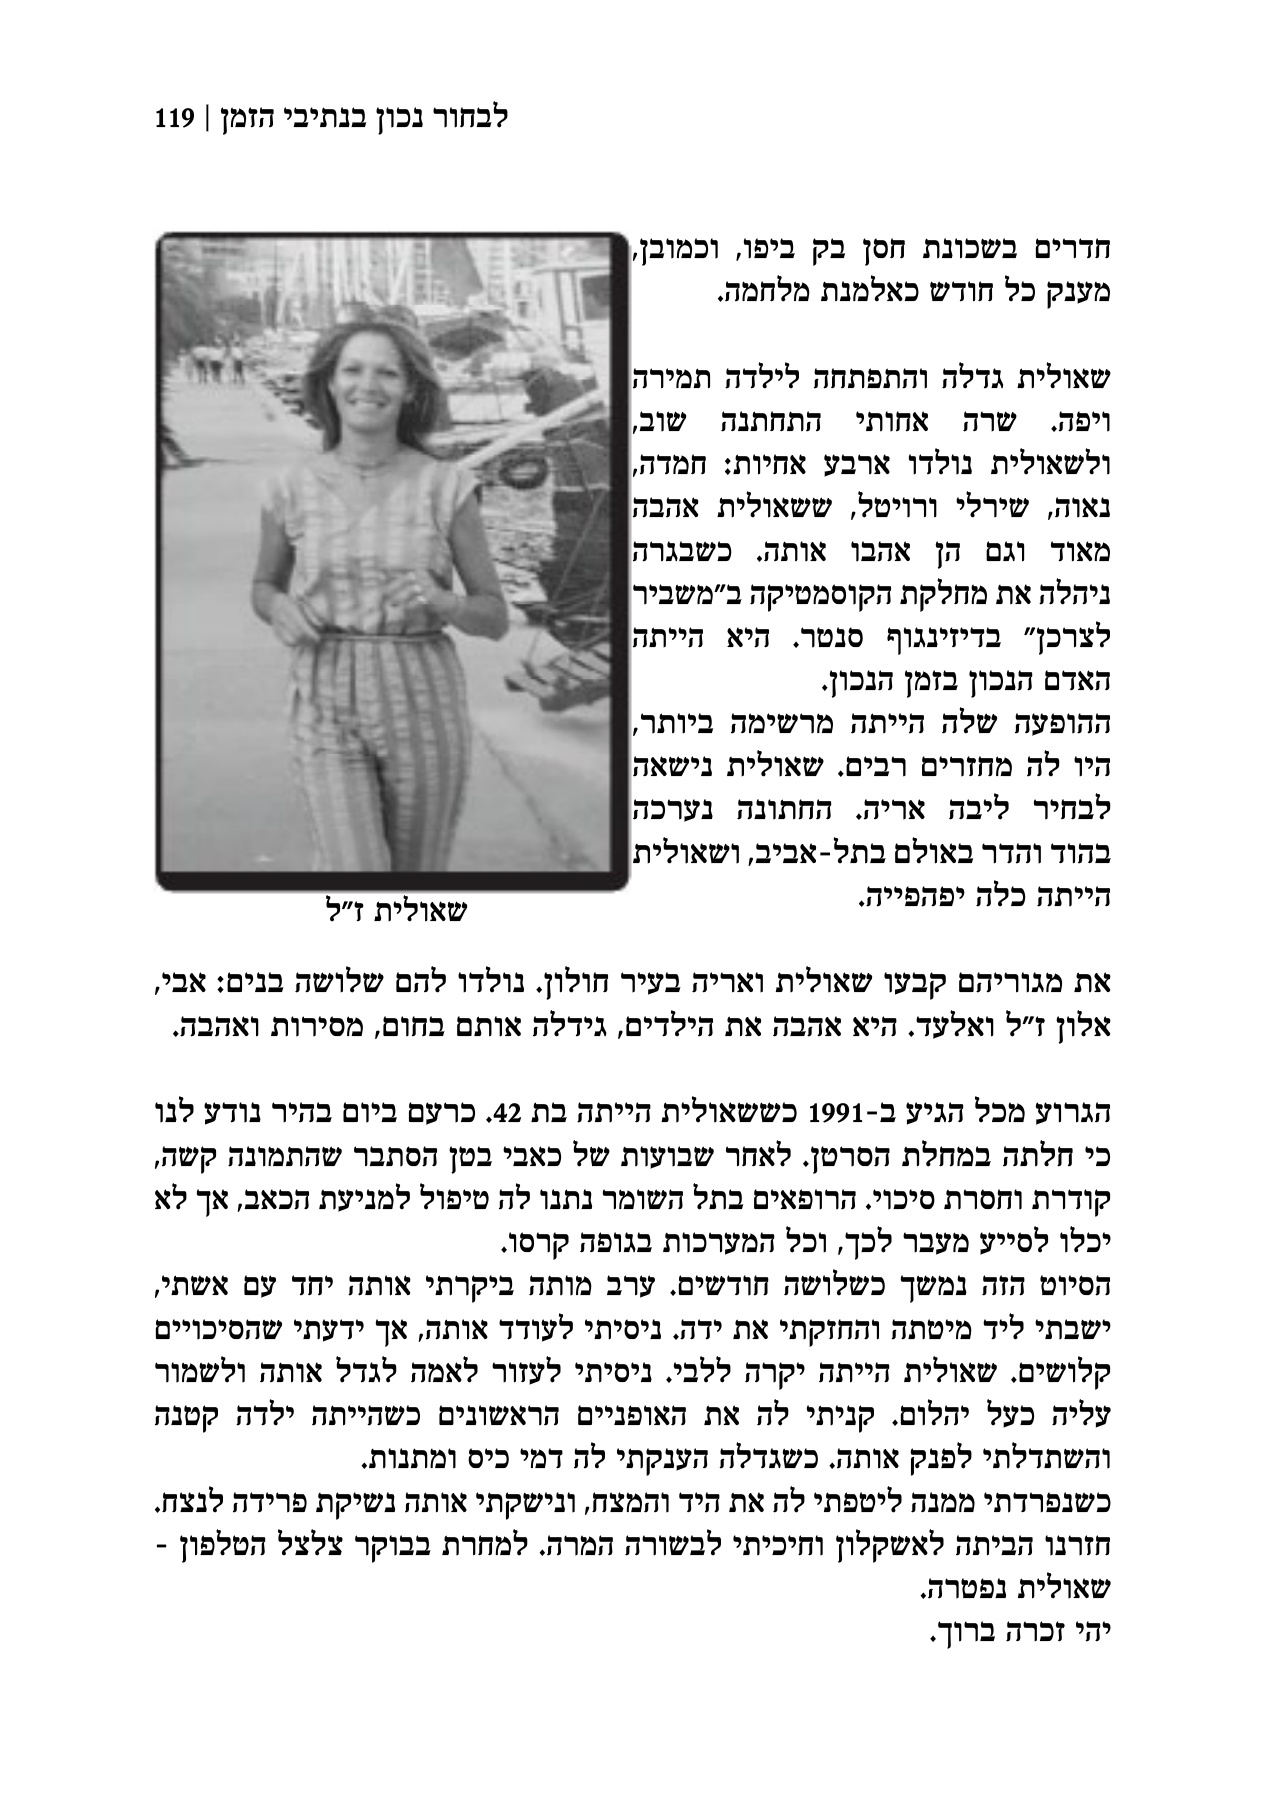 לבחור נכון בנתיבי הזמן | 119
חדרים בשכונת חסן בק ביפו, וכמובן,
מענק כל חודש כאלמנת מלחמה.
שאולית גדלה והתפתחה לילדה תמירה
ויפה. שרה אחותי התחתנה שוב,
ולשאולית נולדו ארבע אחיות: חמדה,
נאוה, שירלי ורויטל, ששאולית אהבה
מאוד וגם הן אהבו אותה. כשבגרה
ניהלה את מחלקת הקוסמטיקה ב"משביר
לצרכן" בדיזינגוף סנטר. היא הייתה
האדם הנכון בזמן הנכון.
ההופעה שלה הייתה מרשימה ביותר,
היו לה מחזרים רבים. שאולית נישאה
לבחיר ליבה אריה. החתונה נערכה
בהוד והדר באולם בתל-אביב, ושאולית
הייתה כלה יפהפייה.
שאולית ז"ל
את מגוריהם קבעו שאולית ואריה בעיר חולון. נולדו להם שלושה בנים: אבי,
אלון ז"ל ואלעד. היא אהבה את הילדים, גידלה אותם בחום, מסירות ואהבה.
הגרוע מכל הגיע ב-1991 כששאולית הייתה בת 42. כרעם ביום בהיר נודע לנו
כי חלתה במחלת הסרטן. לאחר שבועות של כאבי בטן הסתבר שהתמונה קשה,
קודרת וחסרת סיכוי. הרופאים בתל השומר נתנו לה טיפול למניעת הכאב, אך לא
יכלו לסייע מעבר לכך, וכל המערכות בגופה קרסו.
הסיוט הזה נמשך כשלושה חודשים. ערב מותה ביקרתי אותה יחד עם אשתי,
ישבתי ליד מיטתה והחזקתי את ידה. ניסיתי לעודד אותה, אך ידעתי שהסיכויים
קלושים. שאולית הייתה יקרה ללבי. ניסיתי לעזור לאמה לגדל אותה ולשמור
עליה כעל יהלום. קניתי לה את האופניים הראשונים כשהייתה ילדה קטנה
והשתדלתי לפנק אותה. כשגדלה הענקתי לה דמי כיס ומתנות.
כשנפרדתי ממנה ליטפתי לה את היד והמצח, ונישקתי אותה נשיקת פרידה לנצח.
חזרנו הביתה לאשקלון וחיכיתי לבשורה המרה. למחרת בבוקר צלצל הטלפון -
שאולית נפטרה.
יהי זכרה ברוך.